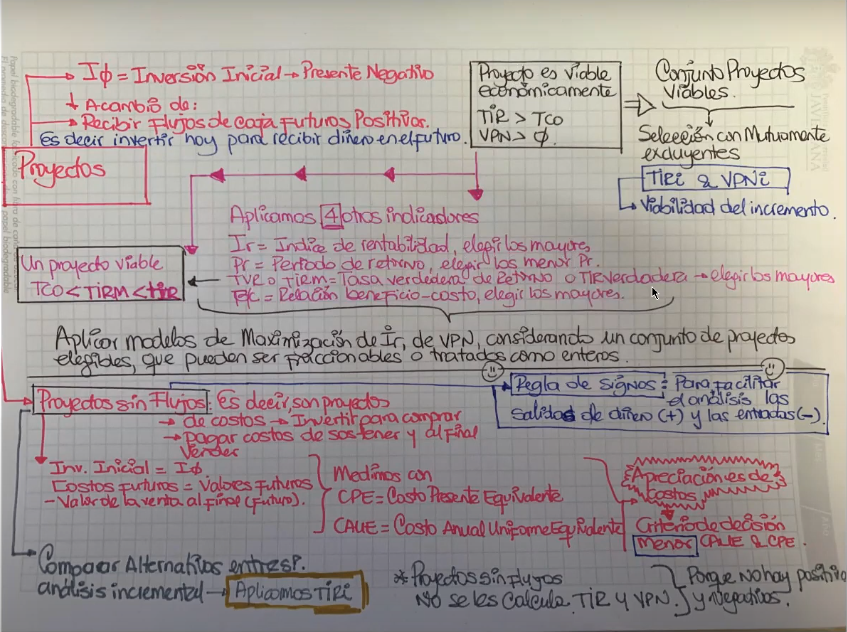 Iφ = Inversión Inicial → Presente Negativo
↓ A cambio de:
→ Recibir Flujos de caja Futuros Positivos.
Es decir invertir hoy para recibir dinero en el futuro.
Proyectos
Proyecto es viable
económicamente
TIR > TCO
VPN > φ.
Conjunto Proyectos
Viables.
Selección con Mutuamente
excluyentes
TIRi & VPNi
→ Viabilidad del incremento.
Aplicamos 4 otros indicadores
Ir = Indice de rentabilidad, elegir los mayores
Pr = Periodo de retorno, elegir los menor Pr.
TVR o TIRM = Tasa verdadera de Retorno o TIR verdadera → elegir los mayores
B/C = Relación beneficio-costo, elegir los mayores.
Un proyecto viable
TCO < TIRM < TIR
Aplicar modelos de Maximización de Ir, de VPN, considerando un conjunto de proyectos
elegibles, que pueden ser fraccionables o tratados como enteros.
Proyectos sin Flujos: Es decir, son proyectos
→ de costos → Invertir para comprar
→ pagar costos de sostener y al final
Vender
Regla de signos: Para facilitar
el análisis las
salidas de dinero (+) y las entradas (-).
Inv. Inicial = Iφ
Costos futuros = Valores futuros
- Valor de la venta al final (futuro).
Medimos con
CPE = Costo Presente Equivalente
CAUE = Costo Anual Uniforme Equivalente
Apreciación es de
Costos
Criterio de decisión
Menor CAUE & CPE.
Comparar Alternativas entre sí.
análisis incremental → Aplicamos TIRi
* Proyectos sin Flujos
No se les calcula TIR y VPN.
Porque No hay positivo
y negativos.